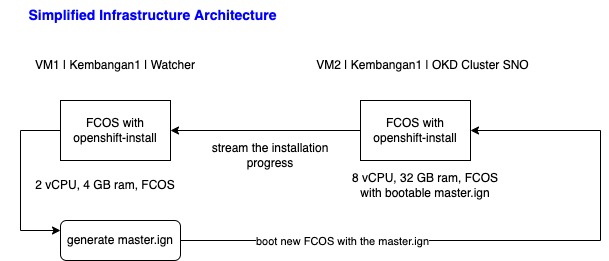 Simplified Infrastructure Architecture
VM1 | Kembangan1 | Watcher
VM2 | Kembangan1 | OKD Cluster SNO
FCOS with
openshift-install
FCOS with
openshift-install
stream the installation
progress
2 vCPU, 4 GB ram, FCOS
8 vCPU, 32 GB ram, FCOS
with bootable master.ign
generate master.ign
boot new FCOS with the master.ign